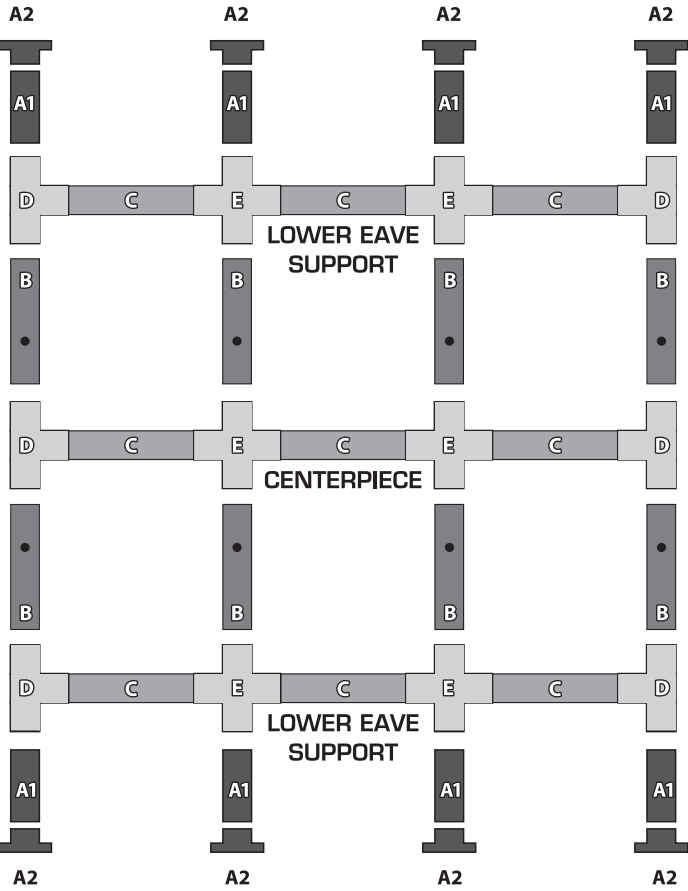 A2 A2 A2 A2
A1 A1 A1 A1
D C E C E C D
LOWER EAVE
SUPPORT
B B B B
D C E C E C D
CENTERPIECE
B B B B
D C E C E C D
LOWER EAVE
SUPPORT
A1 A1 A1 A1
A2 A2 A2 A2